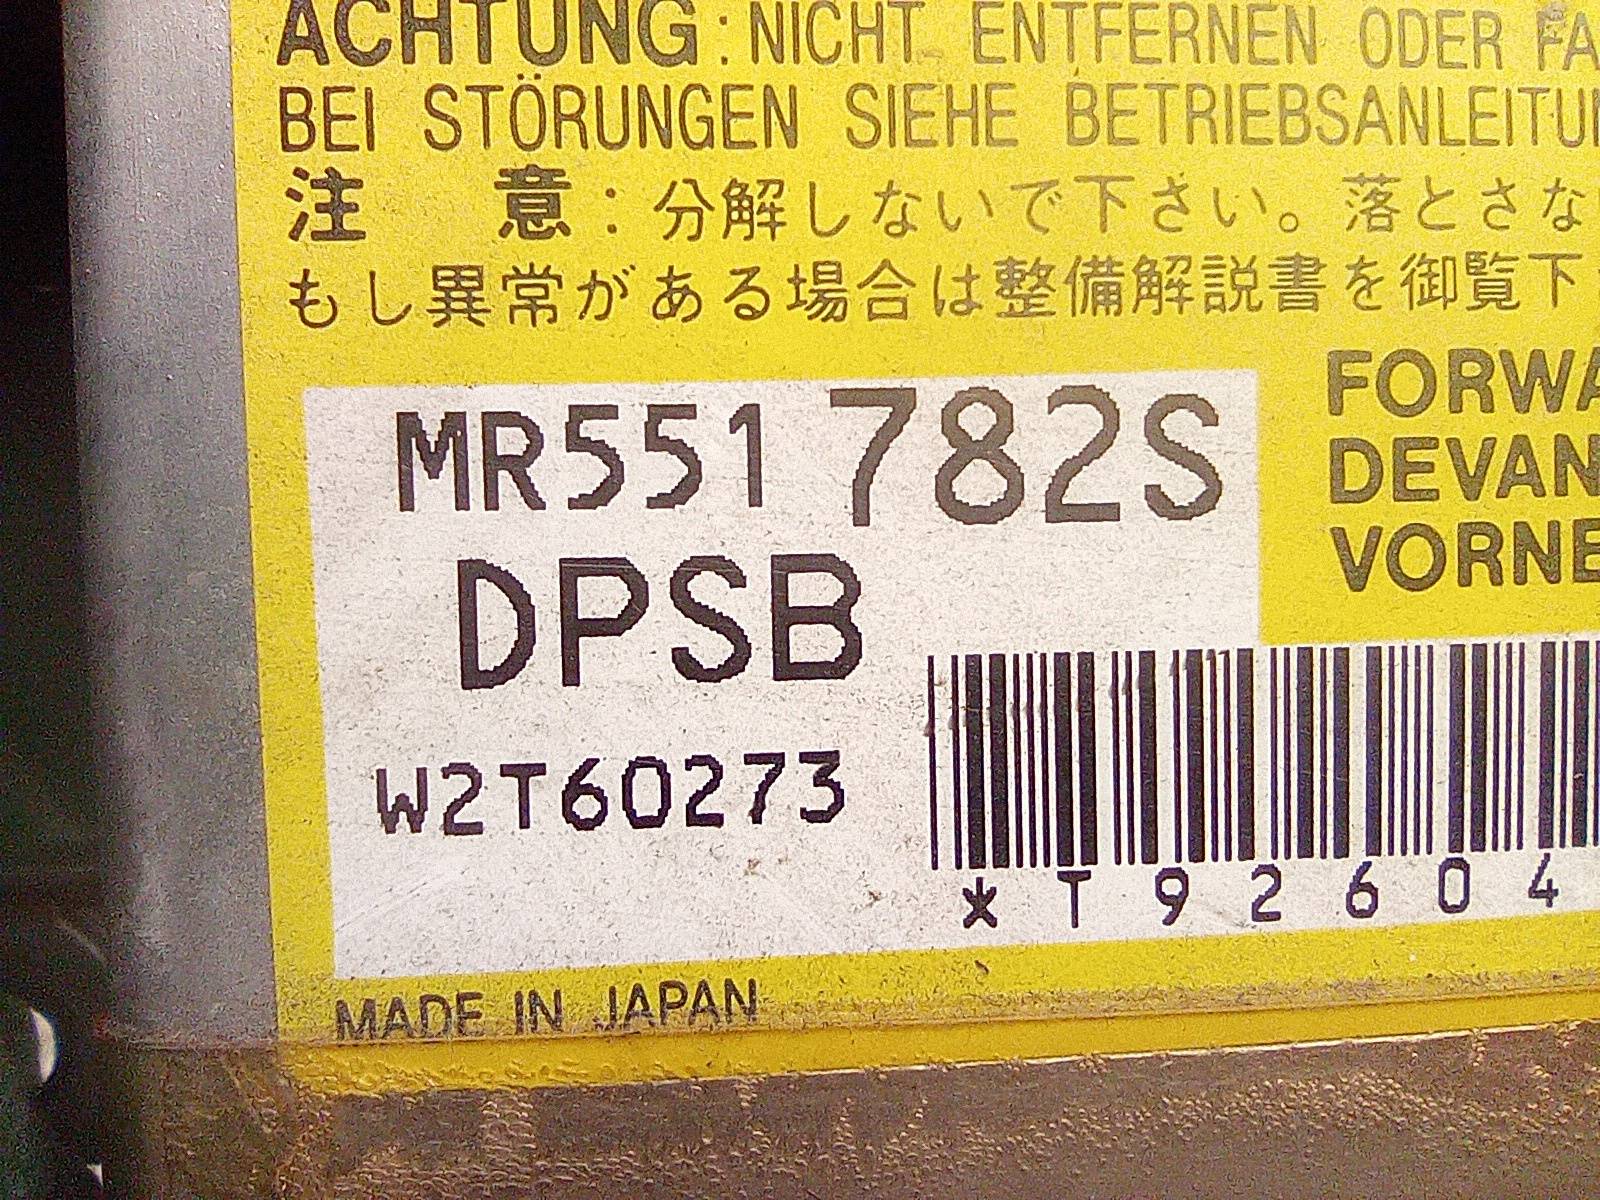 ACHTUNG:NICHT ENTFERNEN ODER FA
BEI STÖRUNGEN SIEHE BETRIEBSANLEITU
注 意:分解しないで下さい。落とさな
もし異常がある場合は整備解説書を御覧下
FORWA
DEVAN
VORNE
MR551782S
DPSB
W2T60273
*T92604
MADE IN JAPAN